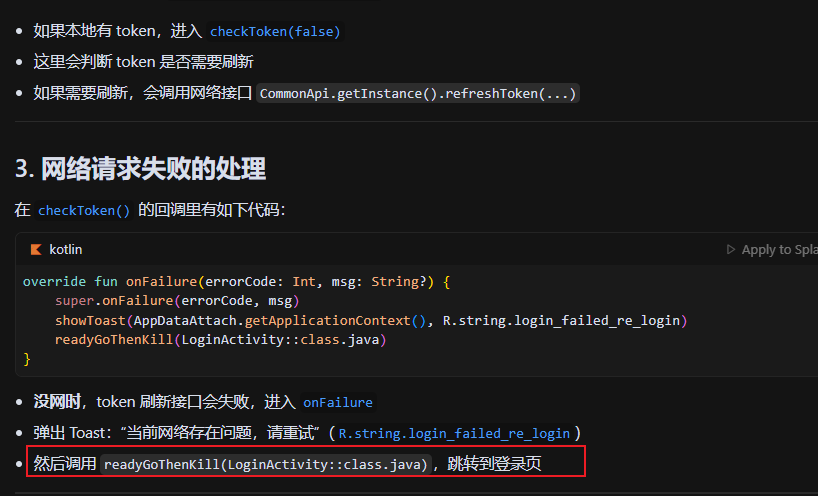 • 如果本地有 token，进入 checkToken(false)
• 这里会判断 token 是否需要刷新
• 如果需要刷新，会调用网络接口 CommonApi.getInstance().refreshToken(...)
3. 网络请求失败的处理
在 checkToken() 的回调里有如下代码：
kotlin
Apply to Spla
override fun onFailure(errorCode: Int, msg: String?) {
    super.onFailure(errorCode, msg)
    showToast(AppDataAttach.getApplicationContext(), R.string.login_failed_re_login)
    readyGoThenKill(LoginActivity::class.java)
}
• 没网时，token 刷新接口会失败，进入 onFailure
• 弹出 Toast：“当前网络存在问题，请重试”（R.string.login_failed_re_login）
• 然后调用 readyGoThenKill(LoginActivity::class.java)，跳转到登录页